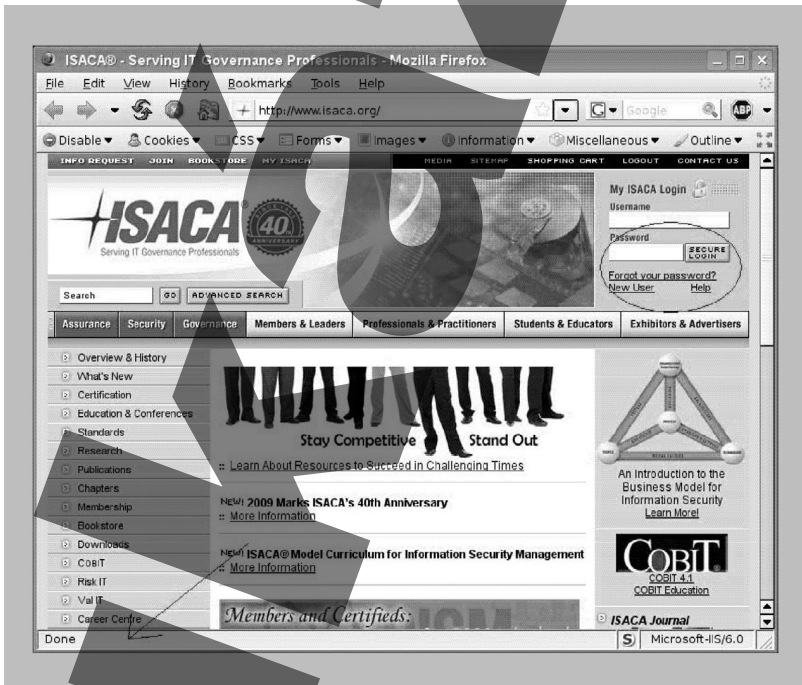 ISACA® - Serving IT Governance Professionals - Mozilla Firefox
File Edit View History Bookmarks Tools Help
http://www.isaca.org/ Google ABP
Disable Cookies CSS Forms Images Information Miscellaneous Outline
INFO REQUEST JOIN BOOKSTORE MY ISACA MEDIA SITEMAP SHOPPING CART LOGOUT CONTACT US
My ISACA Login
Username
ISACA®
SINCE 1969
40th
ANNIVERSARY
Serving IT Governance Professionals
Password
SECURE LOGIN
Forgot your password?
New User Help
Search GO ADVANCED SEARCH
Assurance Security Governance Members & Leaders Professionals & Practitioners Students & Educators Exhibitors & Advertisers
Overview & History
What's New
Certification
Education & Conferences
Standards
Research
Publications
Chapters
Membership
Bookstore
Downloads
COBIT
Risk IT
Val IT
Career Centre
Stay Competitive Stand Out
:: Learn About Resources to Succeed in Challenging Times
NEW! 2009 Marks ISACA's 40th Anniversary
:: More Information
NEW! ISACA® Model Curriculum for Information Security Management
:: More Information
Members and Certifieds:
An Introduction to the
Business Model for
Information Security
Learn More!
COBIT
COBIT 4.1
COBIT Education
ISACA Journal
Done S Microsoft-IIS/6.0